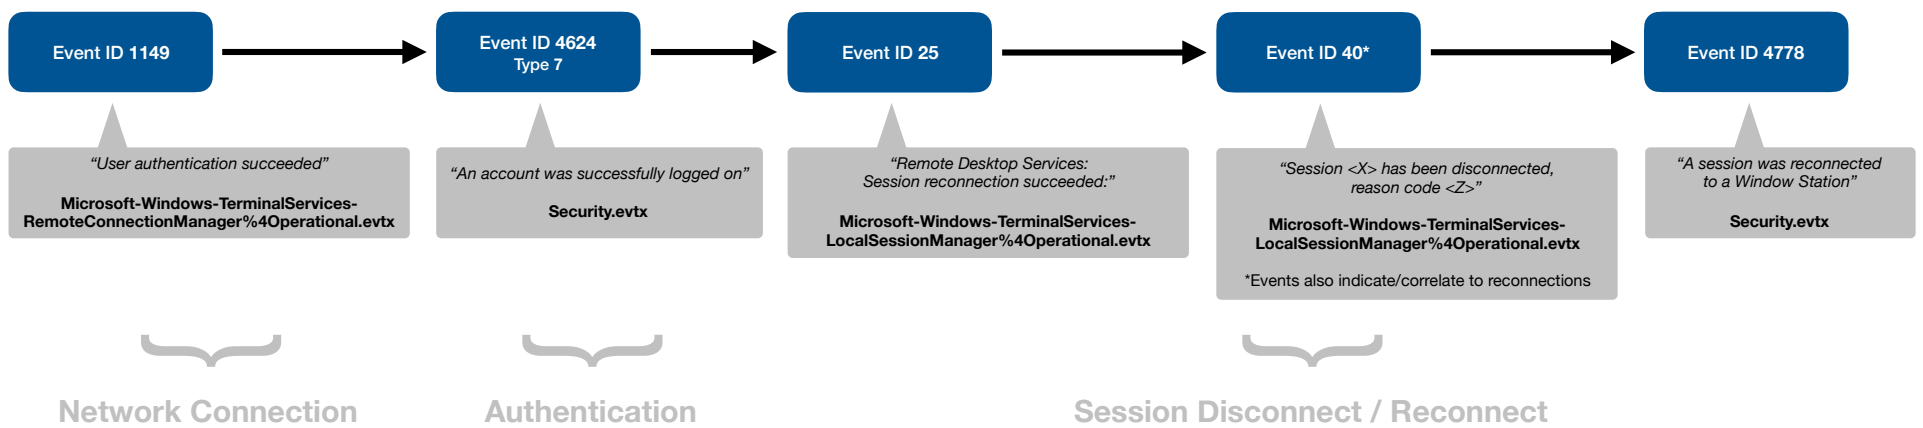 Event ID 1149
Event ID 4624
Type 7
Event ID 25
Event ID 40*
Event ID 4778
“User authentication succeeded”
Microsoft-Windows-TerminalServices-
RemoteConnectionManager%4Operational.evtx
“An account was successfully logged on”
Security.evtx
“Remote Desktop Services:
Session reconnection succeeded:”
Microsoft-Windows-TerminalServices-
LocalSessionManager%4Operational.evtx
“Session <X> has been disconnected,
reason code <Z>”
Microsoft-Windows-TerminalServices-
LocalSessionManager%4Operational.evtx
*Events also indicate/correlate to reconnections
“A session was reconnected
to a Window Station”
Security.evtx
Network Connection
Authentication
Session Disconnect / Reconnect